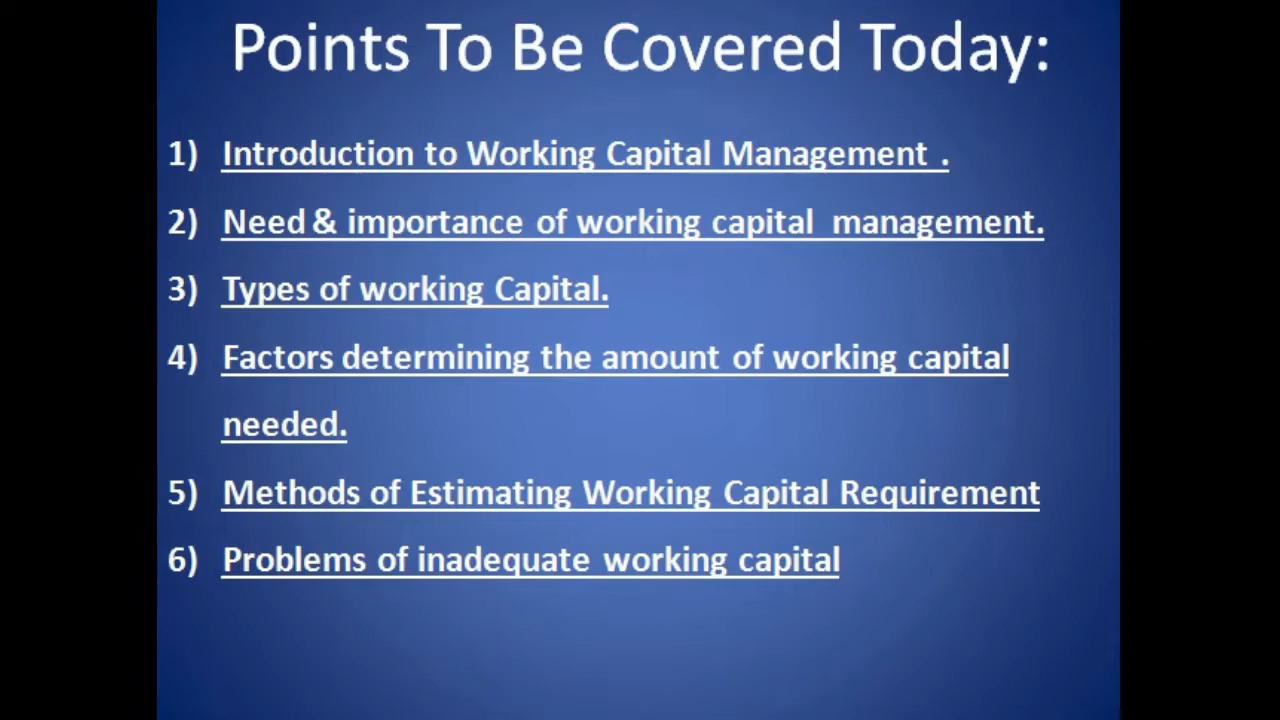 Points To Be Covered Today:
1) Introduction to Working Capital Management .
2) Need & importance of working capital management.
3) Types of working Capital.
4) Factors determining the amount of working capital
needed.
5) Methods of Estimating Working Capital Requirement
6) Problems of inadequate working capital